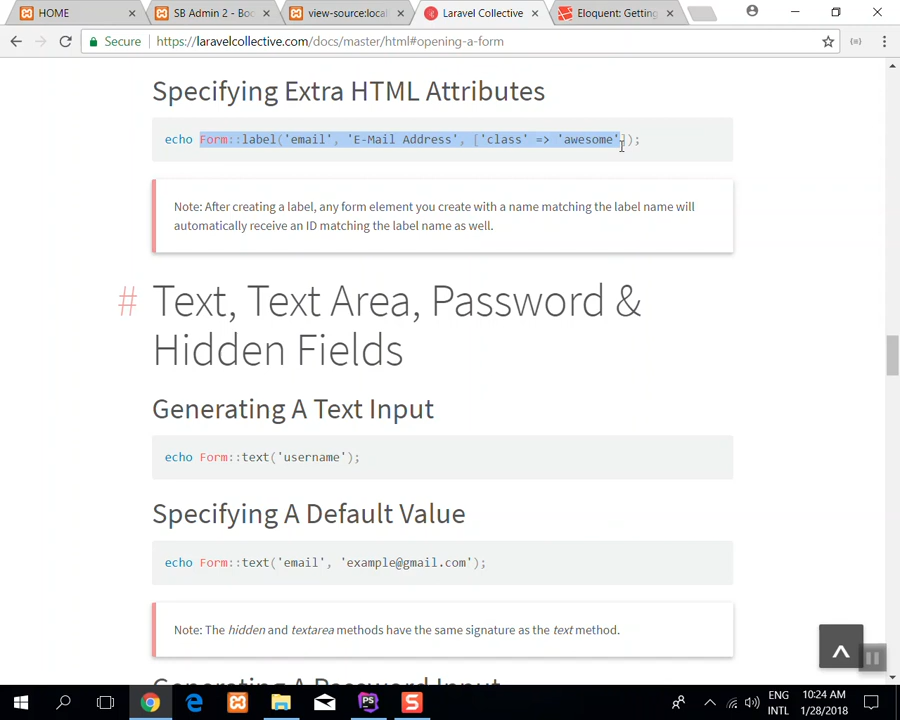 HOME
SB Admin 2 - Boo
view-source:local
Laravel Collective
Eloquent: Getting
Secure
https://laravelcollective.com/docs/master/html#opening-a-form
Specifying Extra HTML Attributes
echo Form::label('email', 'E-Mail Address', ['class' => 'awesome']);
Note: After creating a label, any form element you create with a name matching the label name will
automatically receive an ID matching the label name as well.
# Text, Text Area, Password &
Hidden Fields
Generating A Text Input
echo Form::text('username');
Specifying A Default Value
echo Form::text('email', 'example@gmail.com');
Note: The hidden and textarea methods have the same signature as the text method.
Generating A Password Input
ENG
INTL
10:24 AM
1/28/2018